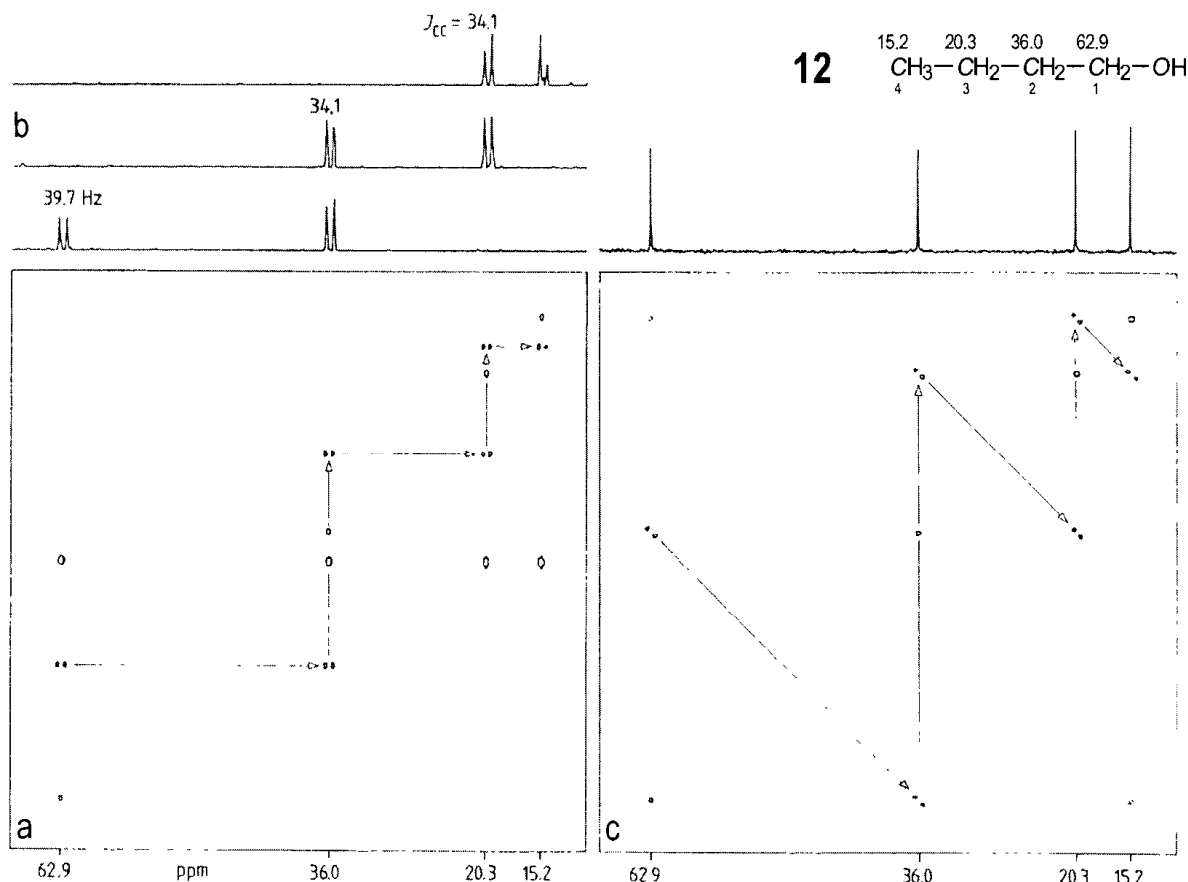 J_CC = 34.1
b
34.1
39.7 Hz
12
15.2 20.3 36.0 62.9
CH3–CH2–CH2–CH2–OH
4 3 2 1
a
c
62.9 ppm 36.0 20.3 15.2
62.9 36.0 20.3 15.2